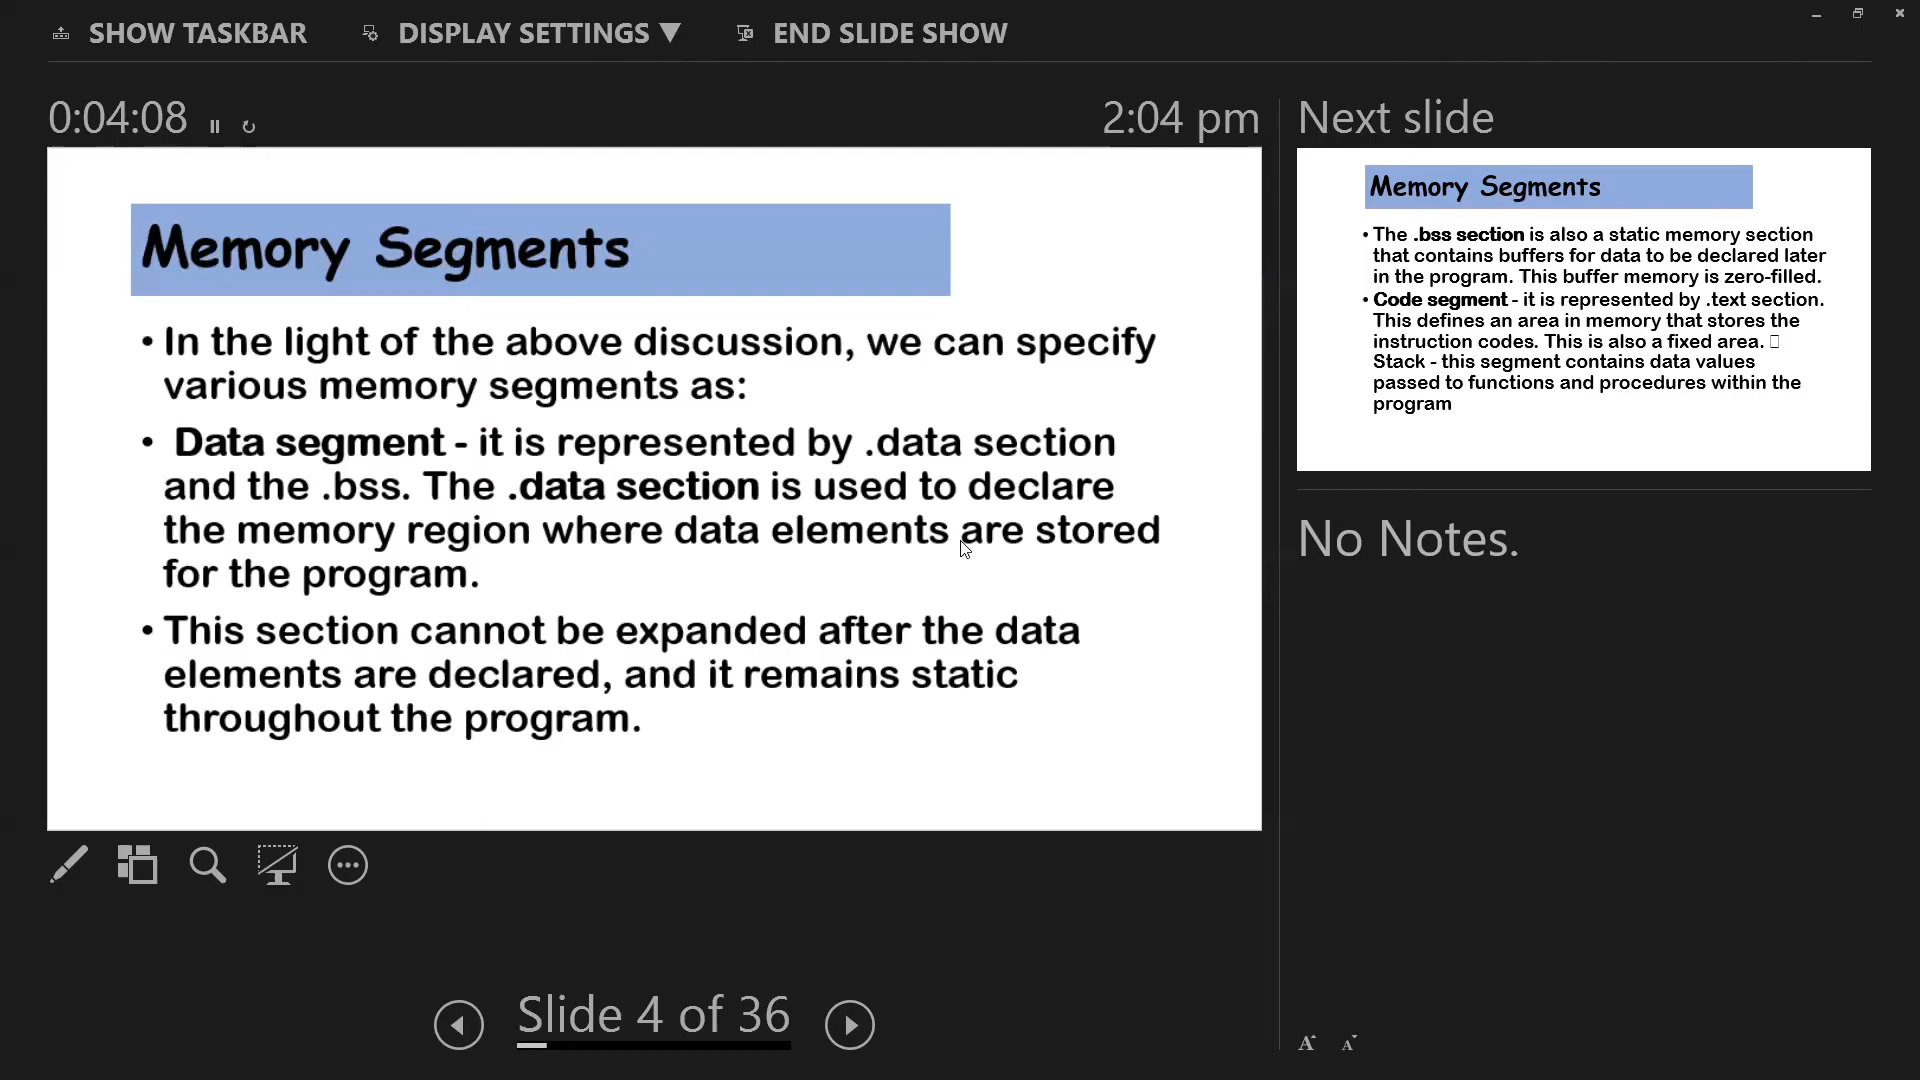 SHOW TASKBAR
DISPLAY SETTINGS ▼
END SLIDE SHOW
0:04:08
2:04 pm
Memory Segments
• In the light of the above discussion, we can specify
various memory segments as:
• Data segment - it is represented by .data section
and the .bss. The .data section is used to declare
the memory region where data elements are stored
for the program.
• This section cannot be expanded after the data
elements are declared, and it remains static
throughout the program.
Slide 4 of 36
Next slide
Memory Segments
• The .bss section is also a static memory section
that contains buffers for data to be declared later
in the program. This buffer memory is zero-filled.
• Code segment - it is represented by .text section.
This defines an area in memory that stores the
instruction codes. This is also a fixed area. 
Stack - this segment contains data values
passed to functions and procedures within the
program
No Notes.
A A